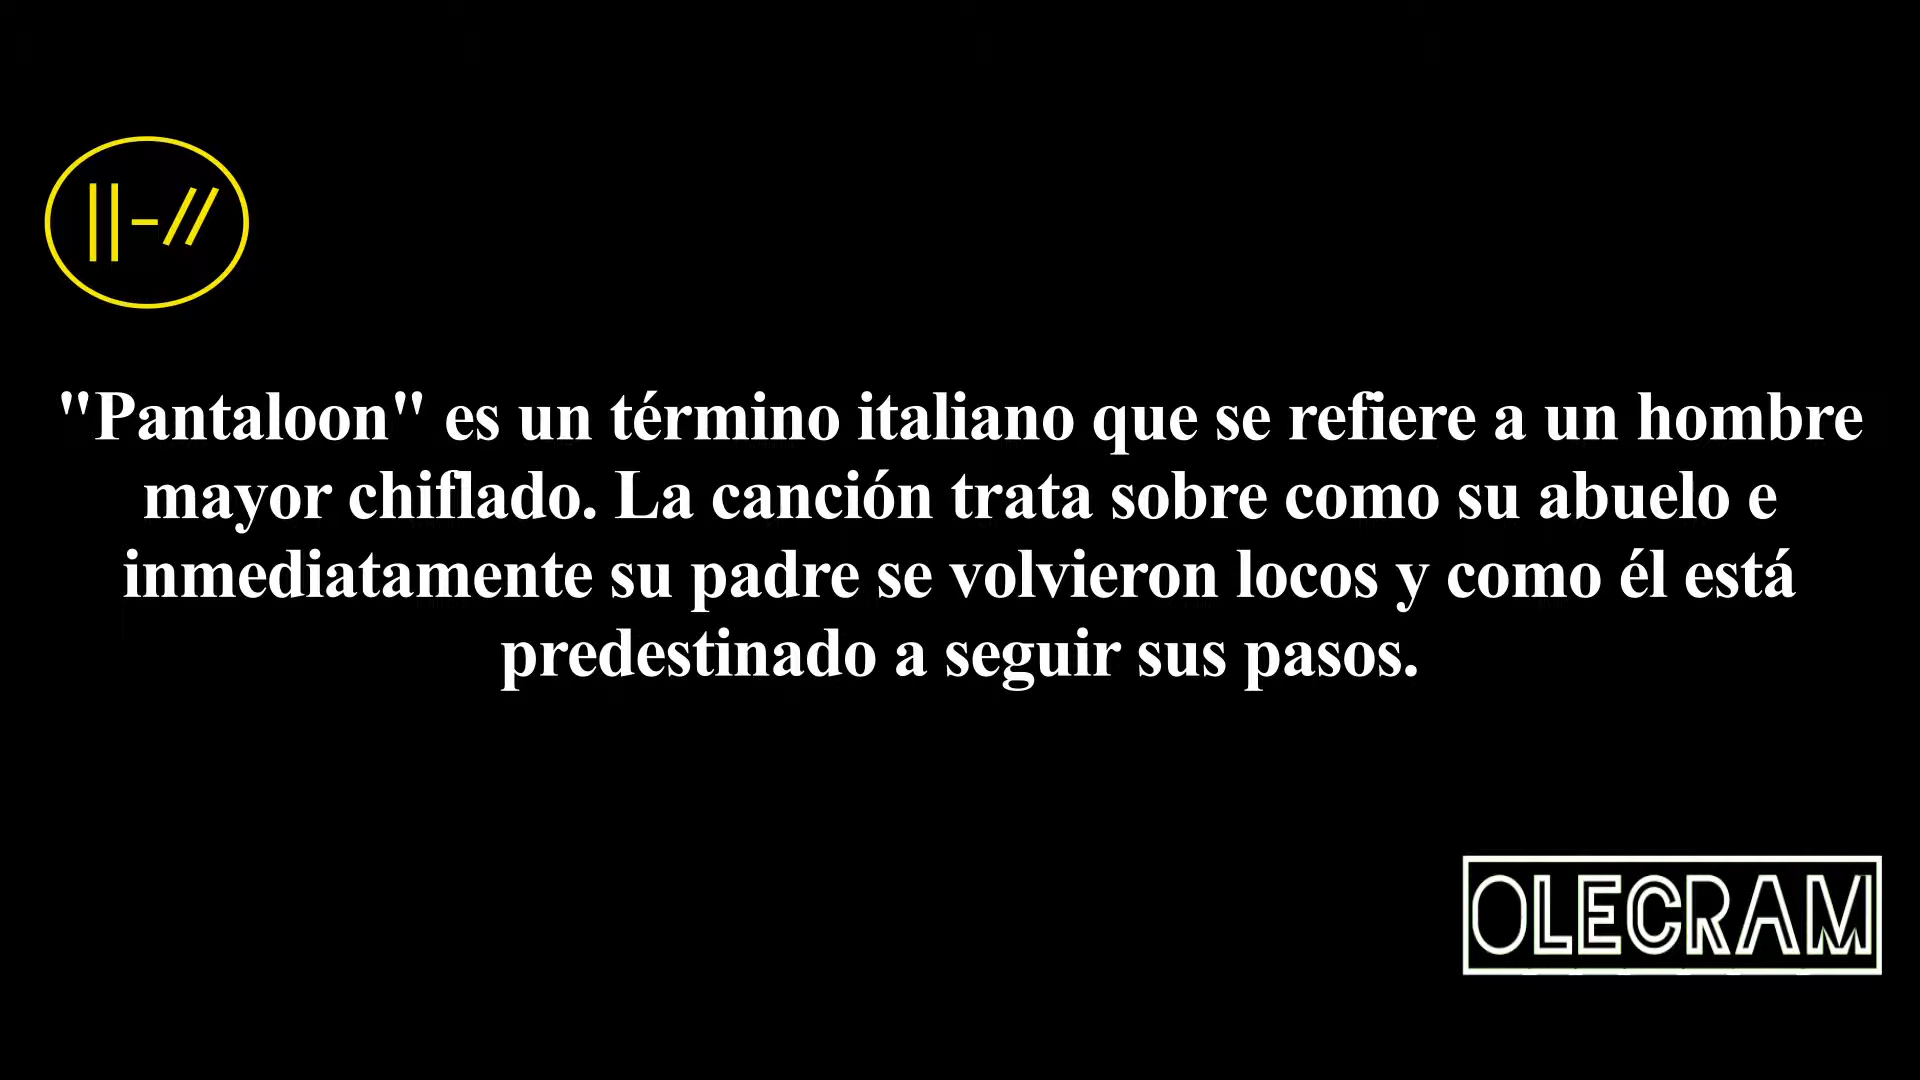 ||-//
"Pantaloon" es un término italiano que se refiere a un hombre
mayor chiflado. La canción trata sobre como su abuelo e
inmediatamente su padre se volvieron locos y como él está
predestinado a seguir sus pasos.
OLECRAM